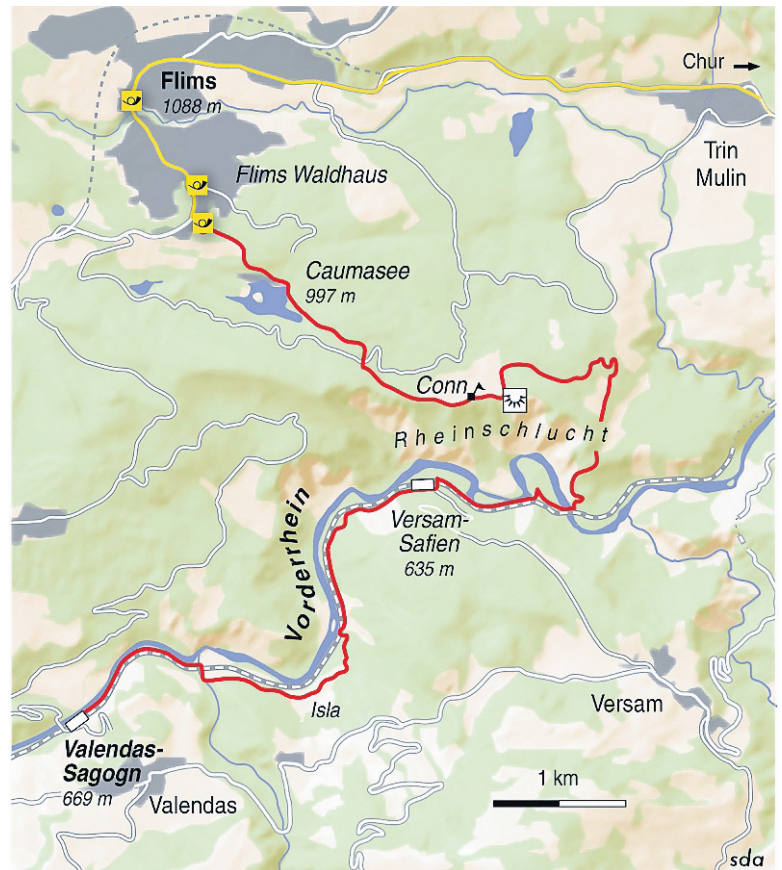 Chur
Flims
1088 m
Trin
Mulin
Flims Waldhaus
Caumasee
997 m
Conn
Rheinschlucht
Vorderrhein
Versam-
Safien
635 m
Versam
Isla
Valendas-
Sagogn
669 m
Valendas
1 km
sda